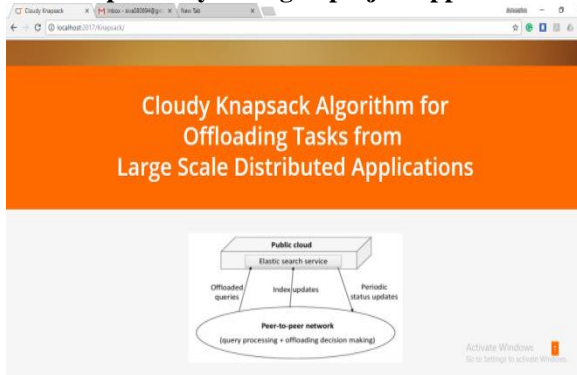 Cloudy Knapsack
Inbox - eva080994@gm
New Tab
localhost:2017/Knapsack/
Cloudy Knapsack Algorithm for
Offloading Tasks from
Large Scale Distributed Applications
Public cloud
Elastic search service
Offloaded
queries
Index updates
Periodic
status updates
Peer-to-peer network
(query processing + offloading decision making)
Activate Windows
Go to Settings to activate Windows.